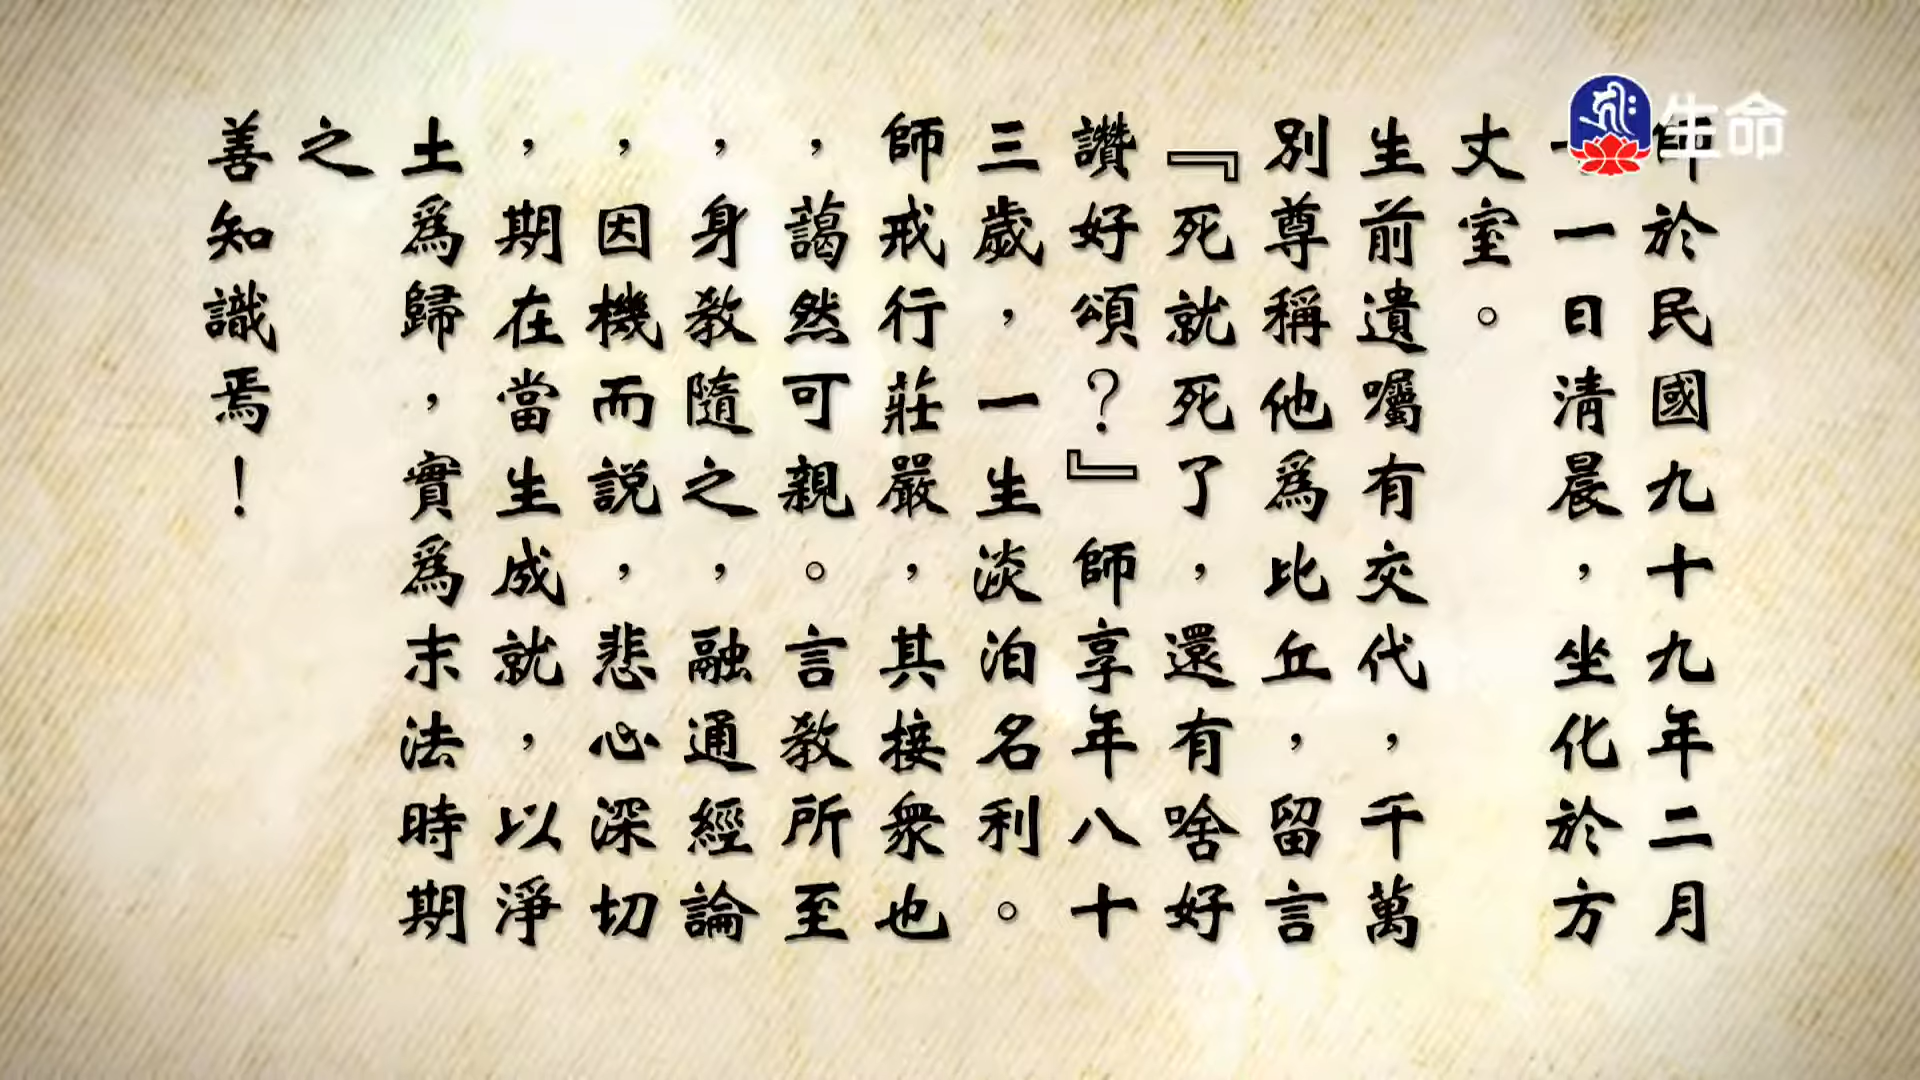 生命
師於民國九十九年二月
一日清晨,坐化於方
丈室。
生前遺囑有交代,千萬
別尊稱他為比丘,留言
『死就死了,還有啥好
讚好頌?』師享年八十
三歲,一生淡泊名利。
師戒行莊嚴,其接眾也
,藹然可親。言教所至
,身教隨之,融通經論
,因機而說,悲心深切
,期在當生成就,以淨
土為歸,實為末法時期
之
善知識焉!